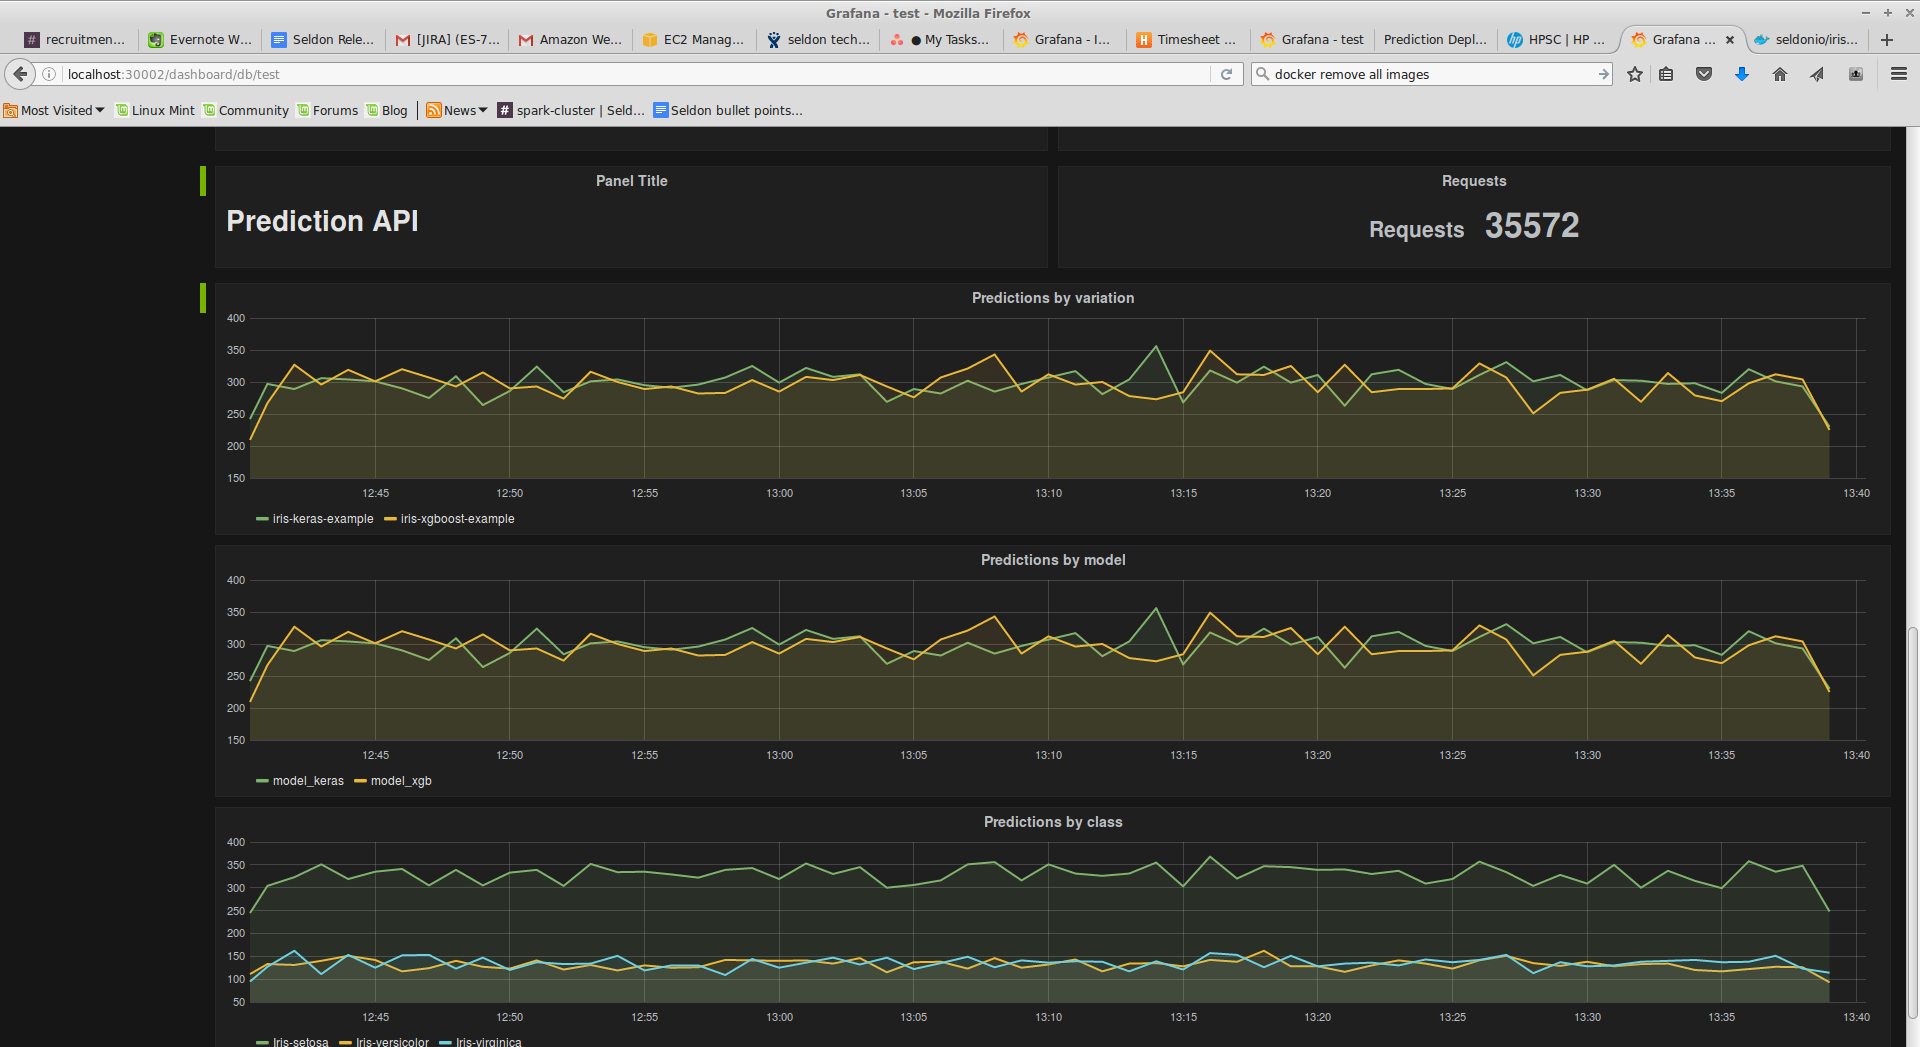 Grafana - test - Mozilla Firefox
recruitmen... Evernote W... Seldon Rele... [JIRA] (ES-7... Amazon We... EC2 Manag... seldon tech... ● My Tasks... Grafana - I... Timesheet ... Grafana - test Prediction Depl... HPSC | HP ... Grafana ... seldonio/iris...
localhost:30002/dashboard/db/test docker remove all images
Most Visited Linux Mint Community Forums Blog News spark-cluster | Seld... Seldon bullet points...
Panel Title Requests
Prediction API Requests 35572
Predictions by variation
400
350
300
250
200
150
12:45 12:50 12:55 13:00 13:05 13:10 13:15 13:20 13:25 13:30 13:35 13:40
iris-keras-example iris-xgboost-example
Predictions by model
400
350
300
250
200
150
12:45 12:50 12:55 13:00 13:05 13:10 13:15 13:20 13:25 13:30 13:35 13:40
model_keras model_xgb
Predictions by class
400
350
300
250
200
150
100
50
12:45 12:50 12:55 13:00 13:05 13:10 13:15 13:20 13:25 13:30 13:35 13:40
Iris-setosa Iris-versicolor Iris-virginica